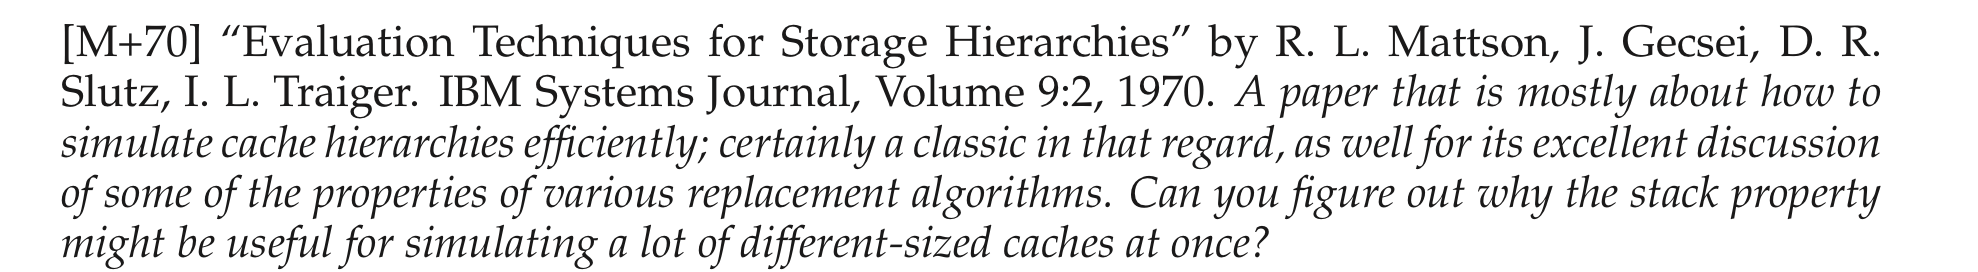 [M+70] “Evaluation Techniques for Storage Hierarchies” by R. L. Mattson, J. Gecsei, D. R.
Slutz, I. L. Traiger. IBM Systems Journal, Volume 9:2, 1970. A paper that is mostly about how to
simulate cache hierarchies efficiently; certainly a classic in that regard, as well for its excellent discussion
of some of the properties of various replacement algorithms. Can you figure out why the stack property
might be useful for simulating a lot of different-sized caches at once?